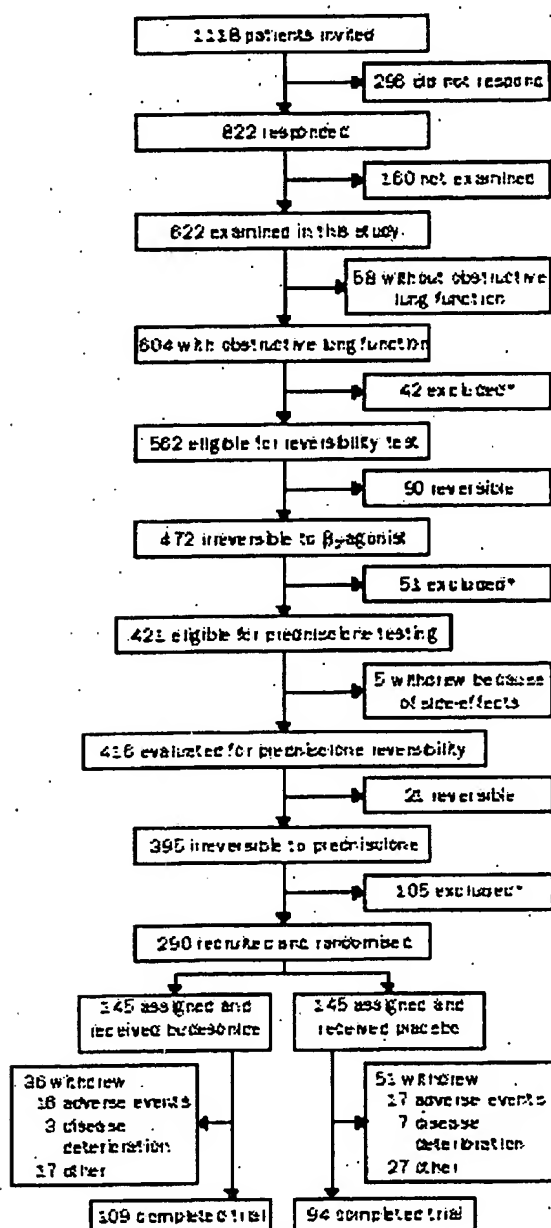 1118 patients invited
296 did not respond
822 responded
160 not examined
622 examined in this study
58 without obstructive
lung function
604 with obstructive lung function
42 excluded*
562 eligible for reversibility test
90 reversible
472 irreversible to β₂-agonist
51 excluded*
421 eligible for prednisolone testing
5 withdrew because
of side-effects
416 evaluated for prednisolone reversibility
21 reversible
395 irreversible to prednisolone
105 excluded*
290 recruited and randomised
145 assigned and
received budesonide
145 assigned and
received placebo
36 withdrew
16 adverse events
3 disease
deterioration
17 other
51 withdrew
17 adverse events
7 disease
deterioration
27 other
109 completed trial
94 completed trial